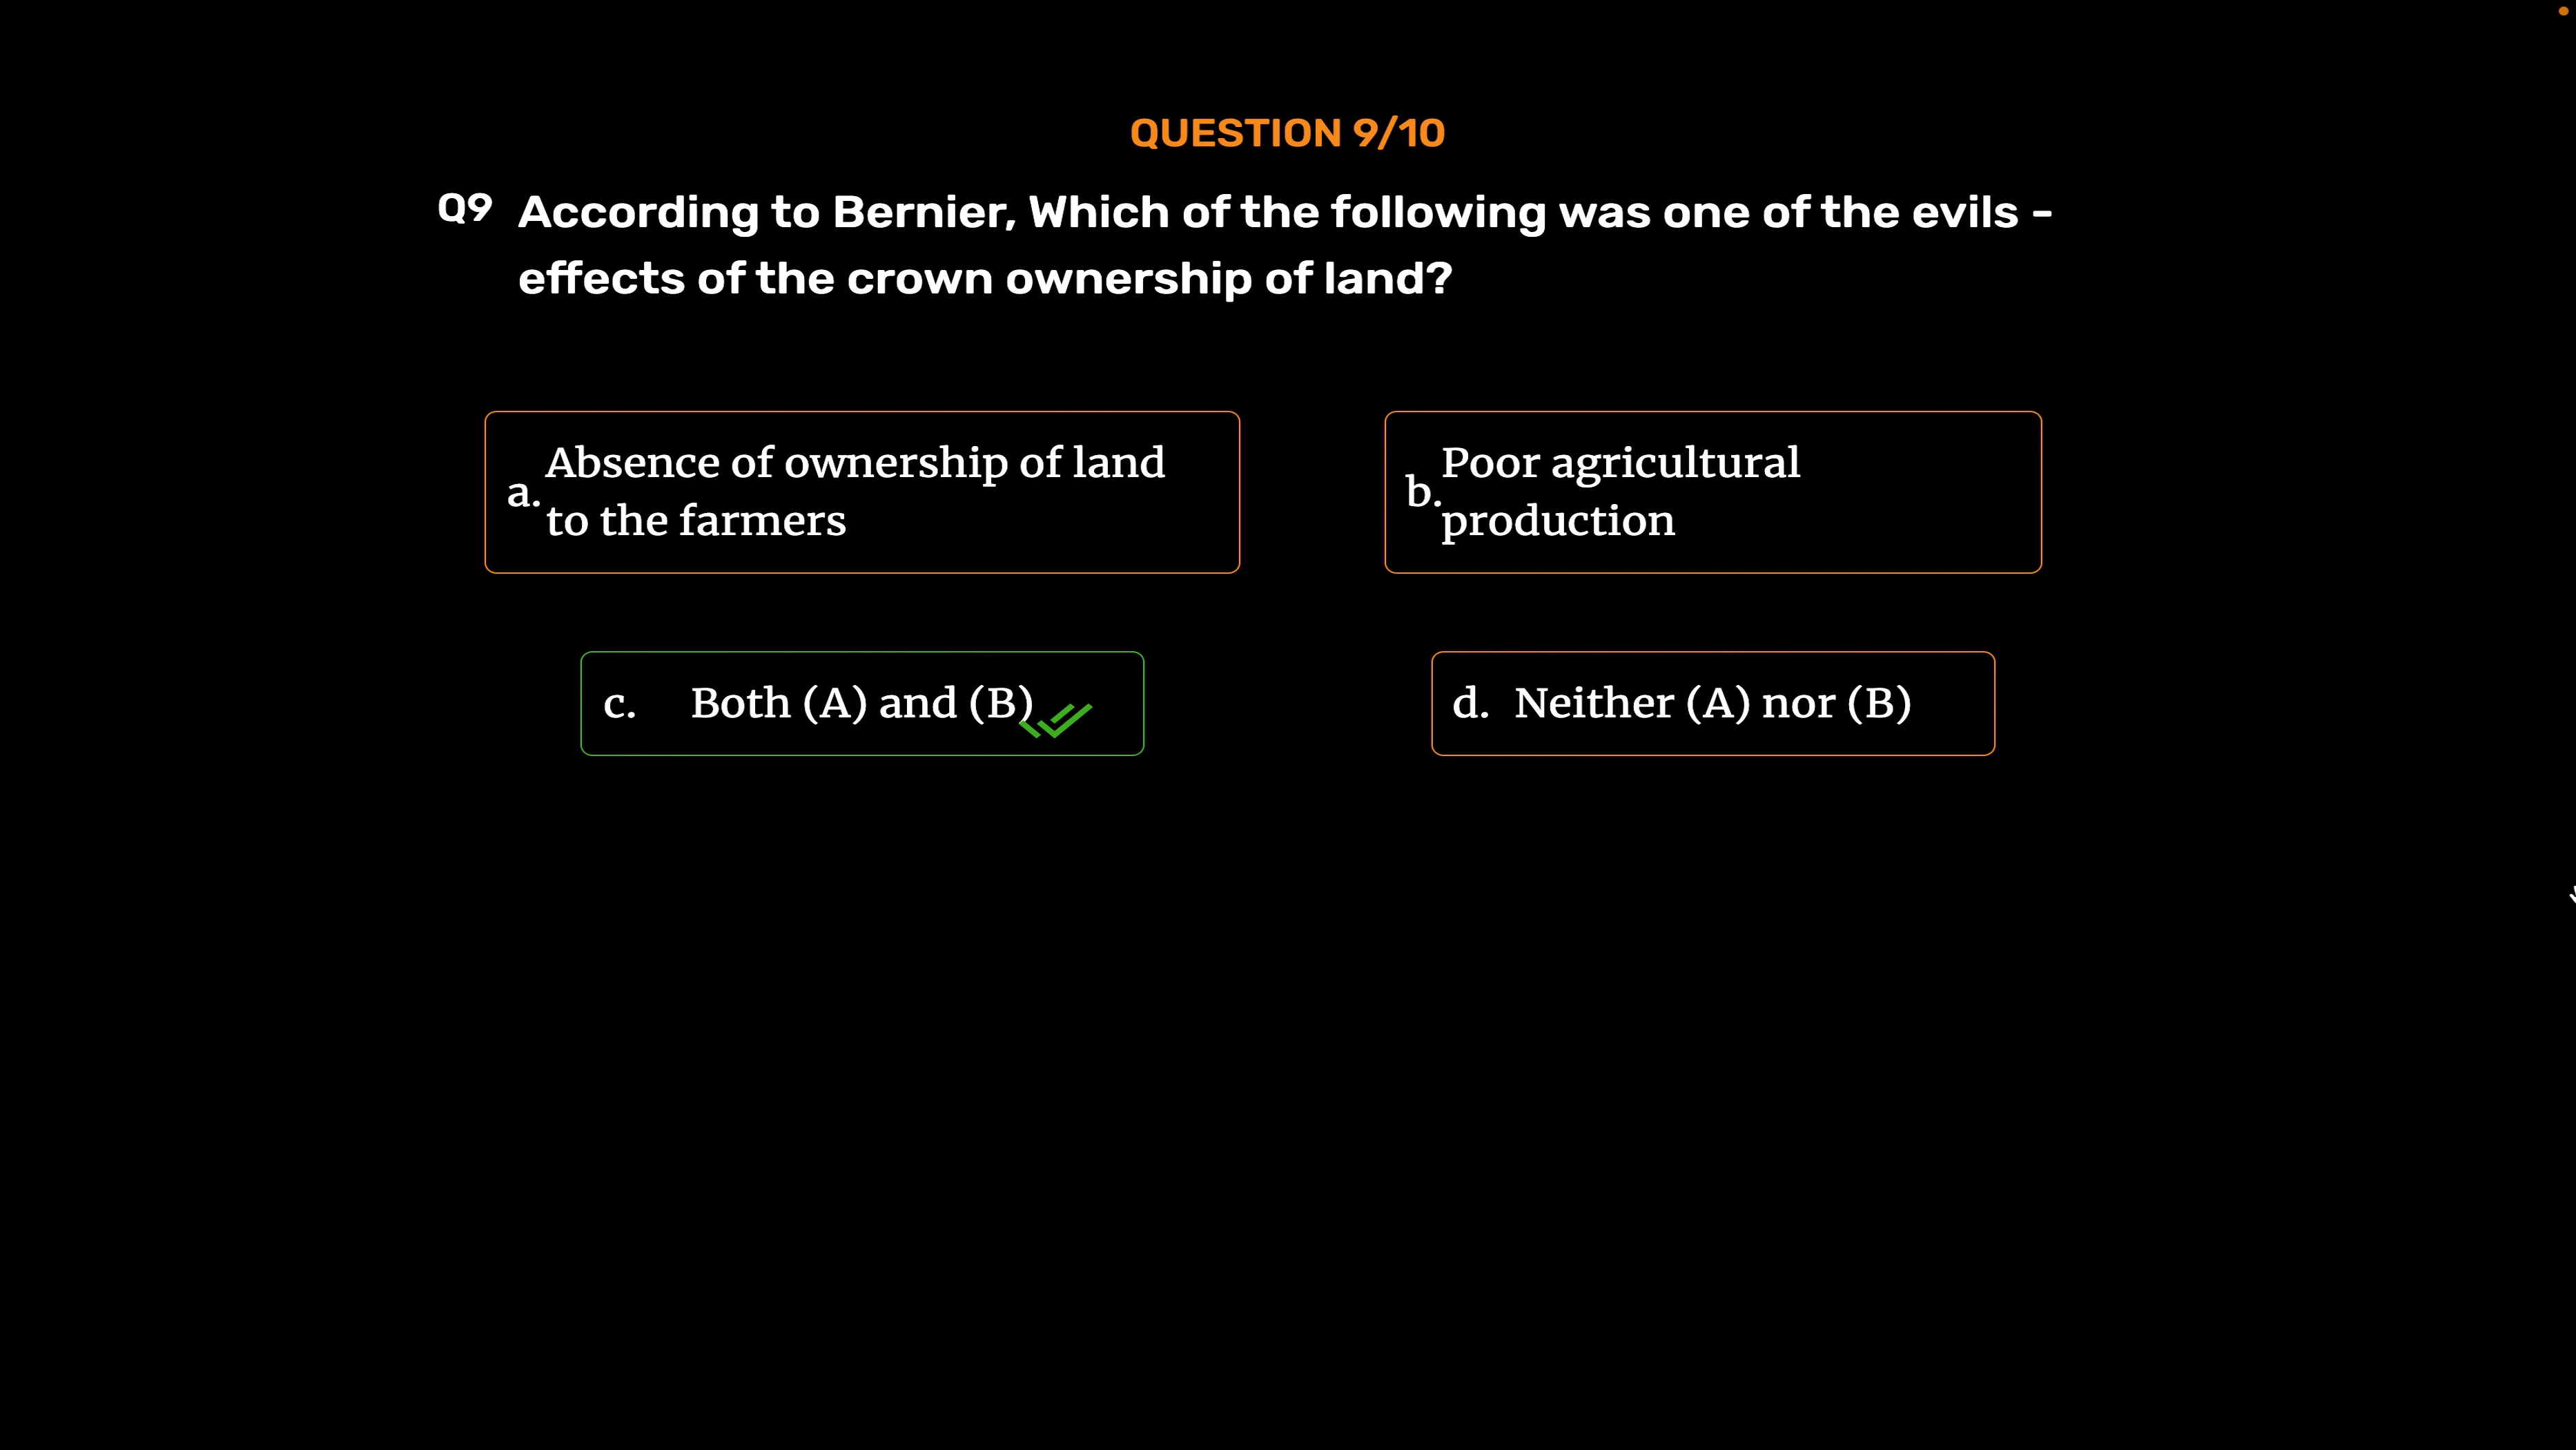 QUESTION 9/10
Q9 According to Bernier, Which of the following was one of the evils -
effects of the crown ownership of land?
a. Absence of ownership of land
to the farmers
b. Poor agricultural
production
c. Both (A) and (B)
d. Neither (A) nor (B)